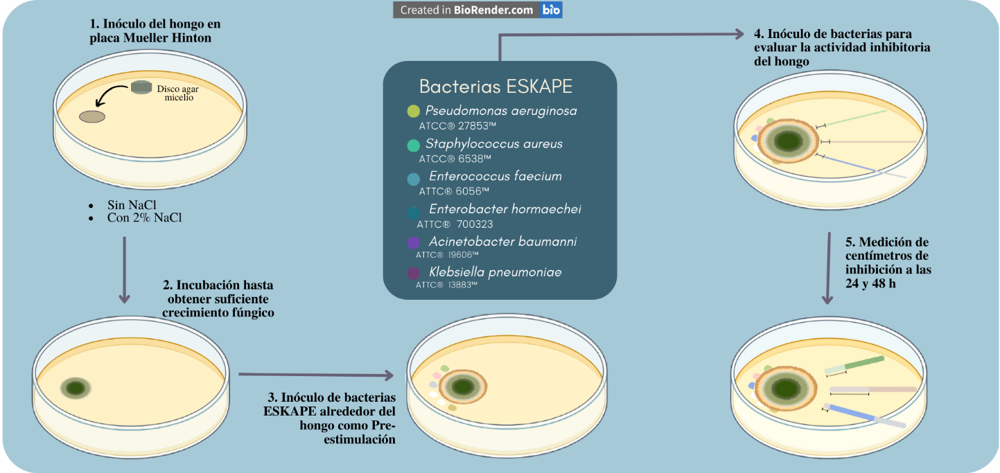 Created in BioRender.com bio
1. Inóculo del hongo en
placa Mueller Hinton
Disco agar
micelio
• Sin NaCl
• Con 2% NaCl
2. Incubación hasta
obtener suficiente
crecimiento fúngico
3. Inóculo de bacterias
ESKAPE alrededor del
hongo como Pre-
estimulación
Bacterias ESKAPE
Pseudomonas aeruginosa
ATCC® 27853™
Staphylococcus aureus
ATCC® 6538™
Enterococcus faecium
ATTC® 6056™
Enterobacter hormaechei
ATTC® 700323
Acinetobacter baumanni
ATTC® 19606™
Klebsiella pneumoniae
ATTC® 13883™
4. Inóculo de bacterias para
evaluar la actividad inhibitoria
del hongo
5. Medición de
centímetros de
inhibición a las
24 y 48 h